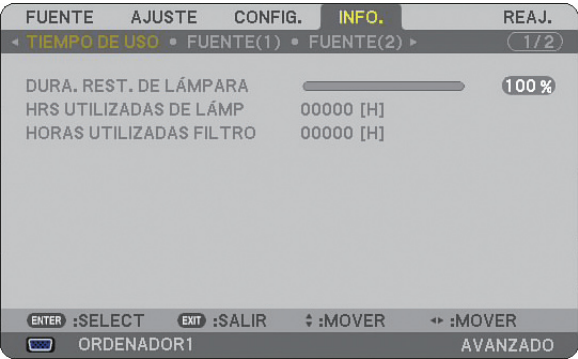 FUENTE AJUSTE CONFIG. INFO. REAJ.
TIEMPO DE USO • FUENTE(1) • FUENTE(2) 1/2
DURA. REST. DE LÁMPARA 100 %
HRS UTILIZADAS DE LÁMP 00000 [H]
HORAS UTILIZADAS FILTRO 00000 [H]
ENTER :SELECT EXIT :SALIR :MOVER :MOVER
ORDENADOR1 AVANZADO